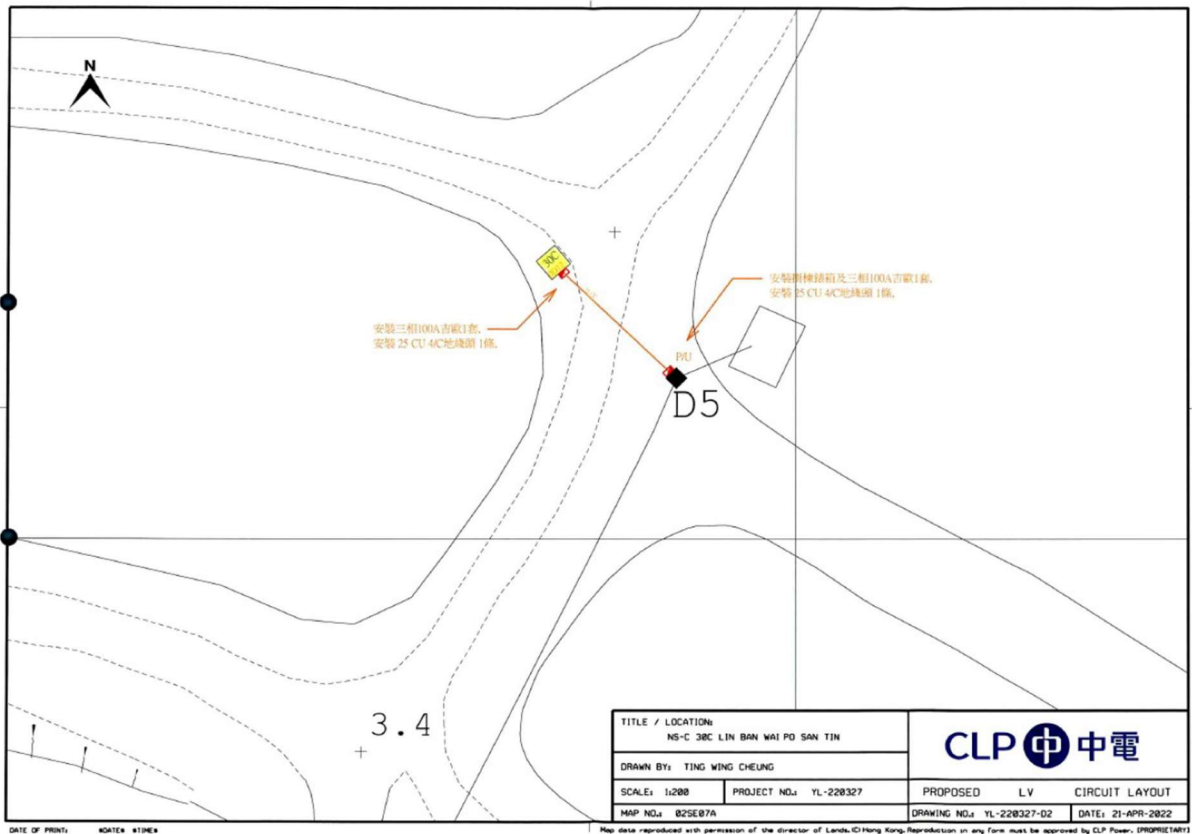 N
30C
安裝三相100A吉歐1套,
安裝 25 CU 4/C地綫頭 1條,
安裝掛棟鐠箱及三相100A吉歐1套,
安裝 25 CU 4/C地綫頭 1條,
P/U
D5
3.4
TITLE / LOCATION:
NS-C 30C LIN BAN WAI PO SAN TIN
DRAWN BY: TING WING CHEUNG
SCALE: 1:200
PROJECT NO.: YL-220327
MAP NO.: 02SE07A
CLP 中 中電
PROPOSED LV CIRCUIT LAYOUT
DRAWING NO.: YL-220327-D2
DATE: 21-APR-2022
DATE OF PRINT: *DATE* *TIME*
Map data reproduced with permission of the director of Lands.(C) Hong Kong. Reproduction in any form must be approved by CLP Power. (PROPRIETARY)